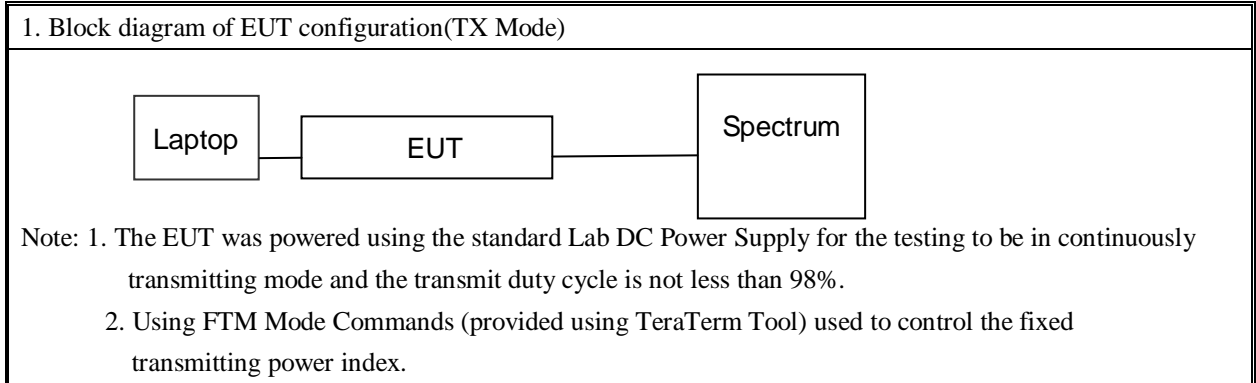 1. Block diagram of EUT configuration(TX Mode)
Laptop
EUT
Spectrum
Note: 1. The EUT was powered using the standard Lab DC Power Supply for the testing to be in continuously
transmitting mode and the transmit duty cycle is not less than 98%.
2. Using FTM Mode Commands (provided using TeraTerm Tool) used to control the fixed
transmitting power index.